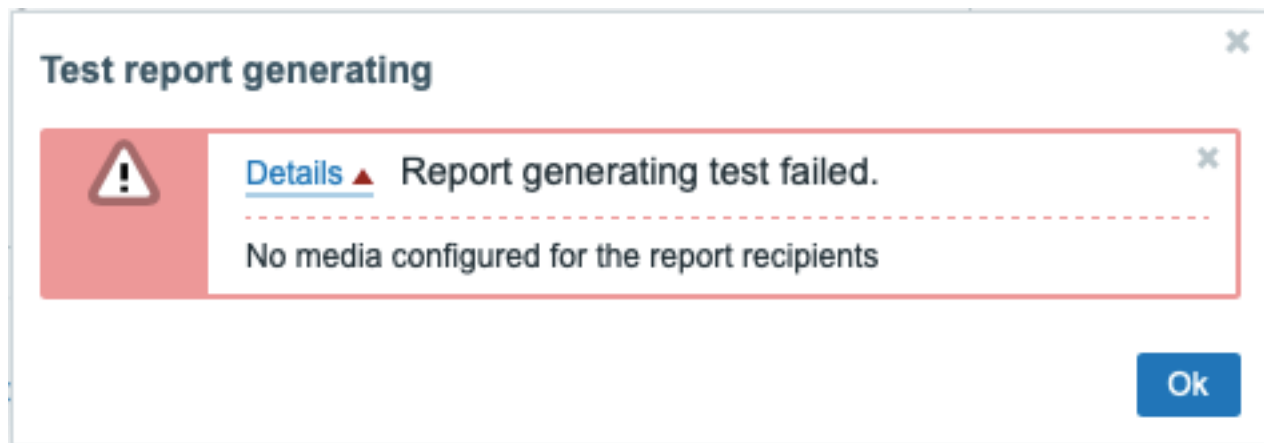 Test report generating
Details Report generating test failed.
No media configured for the report recipients
Ok